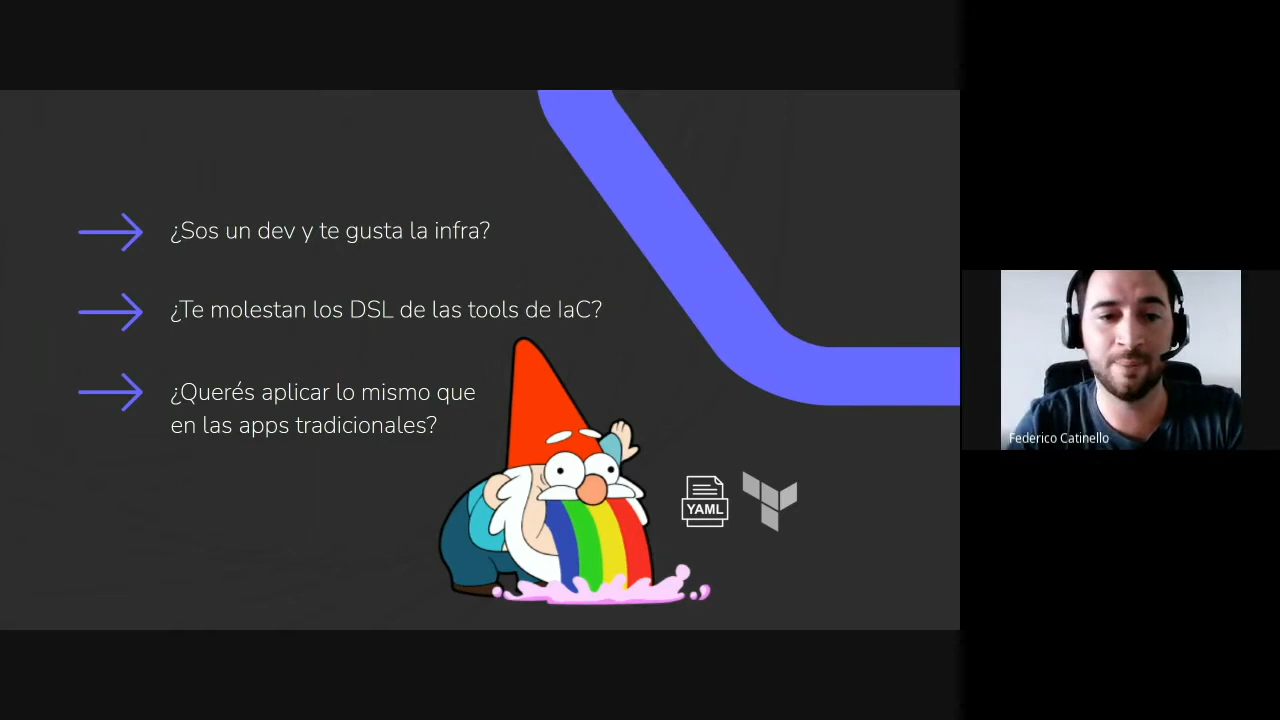 ¿Sos un dev y te gusta la infra?
¿Te molestan los DSL de las tools de IaC?
¿Querés aplicar lo mismo que
en las apps tradicionales?
YAML
Federico Catinello